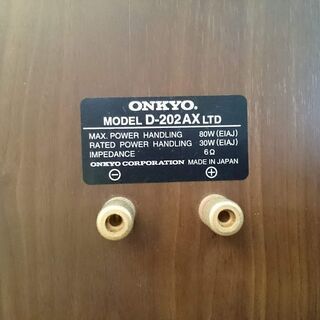 ONKYO®
MODEL D-202AX LTD
MAX. POWER HANDLING 80W (EIAJ)
RATED POWER HANDLING 30W (EIAJ)
IMPEDANCE 6Ω
ONKYO CORPORATION MADE IN JAPAN
⊖ ⊕